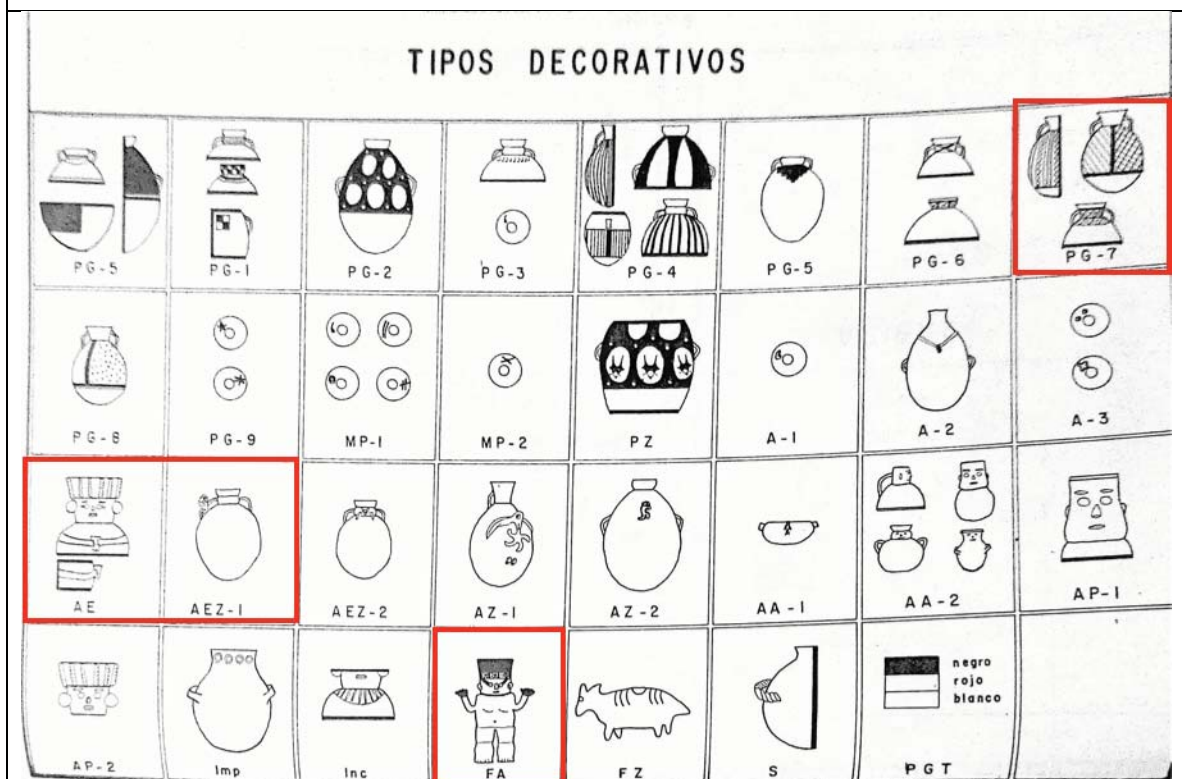 TIPOS DECORATIVOS
PG-5 PG-1 PG-2 PG-3 PG-4 PG-5 PG-6 PG-7
PG-8 PG-9 MP-1 MP-2 PZ A-1 A-2 A-3
AE AEZ-1 AEZ-2 AZ-1 AZ-2 AA-1 AA-2 AP-1
negro
rojo
blanco
AP-2 Imp Inc FA FZ S PGT